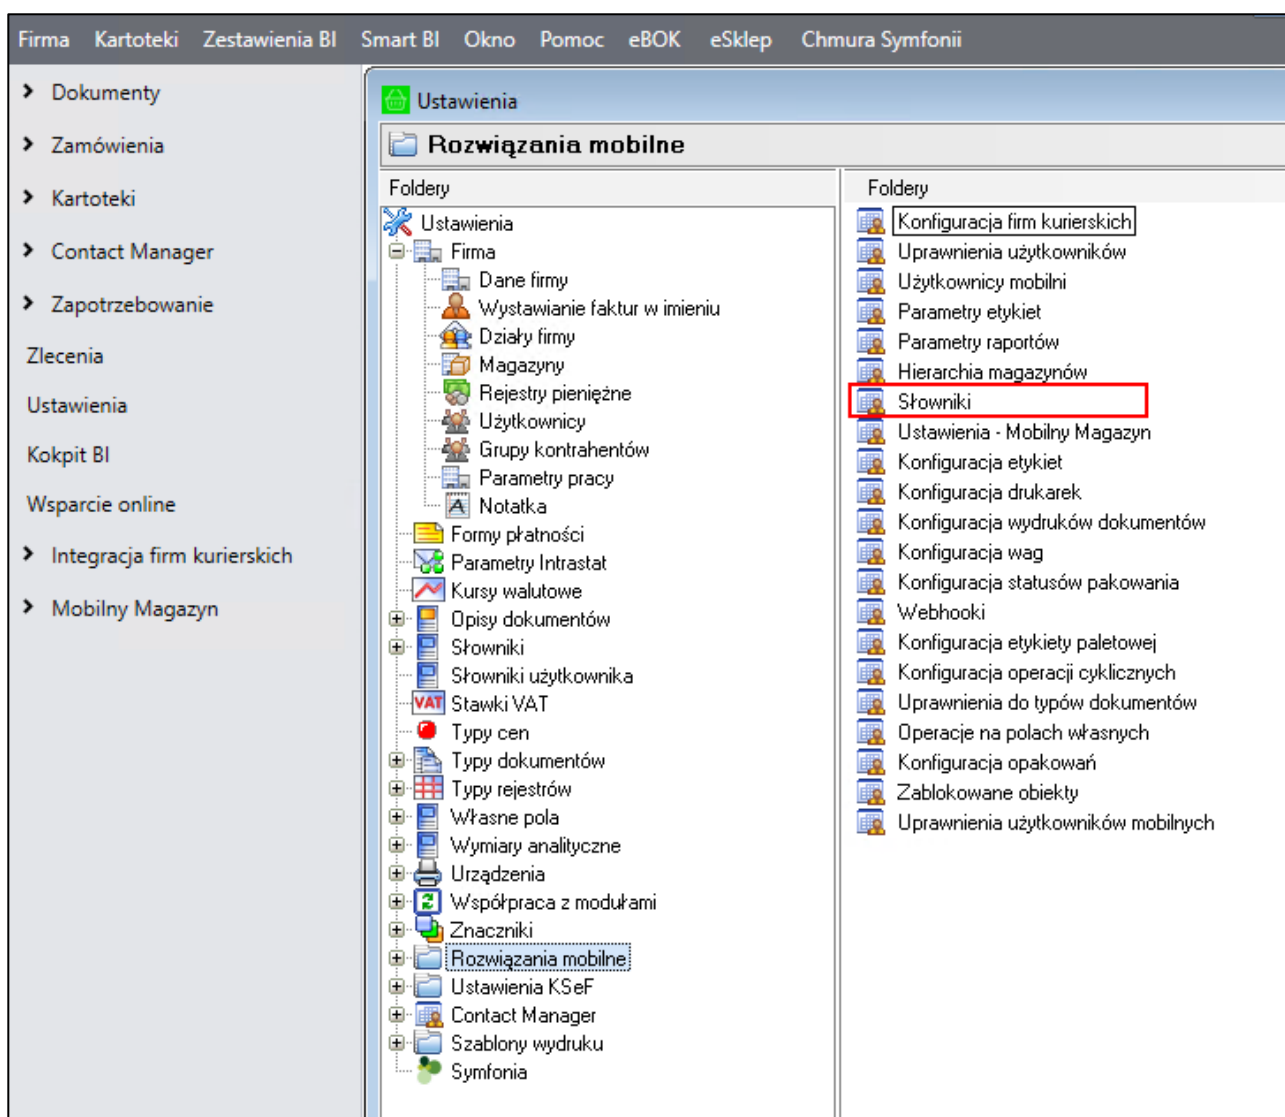 Firma Kartoteki Zestawienia BI Smart BI Okno Pomoc eBOK eSklep Chmura Symfonii
Dokumenty
Zamówienia
Kartoteki
Contact Manager
Zapotrzebowanie
Zlecenia
Ustawienia
Kokpit BI
Wsparcie online
Integracja firm kurierskich
Mobilny Magazyn
Ustawienia
Rozwiązania mobilne
Foldery
Ustawienia
Firma
Dane firmy
Wystawianie faktur w imieniu
Działy firmy
Magazyny
Rejestry pieniężne
Użytkownicy
Grupy kontrahentów
Parametry pracy
Notatka
Formy płatności
Parametry Intrastat
Kursy walutowe
Opisy dokumentów
Słowniki
Słowniki użytkownika
VAT Stawki VAT
Typy cen
Typy dokumentów
Typy rejestrów
Własne pola
Wymiary analityczne
Urządzenia
Współpraca z modułami
Znaczniki
Rozwiązania mobilne
Ustawienia KSeF
Contact Manager
Szablony wydruku
Symfonia
Foldery
Konfiguracja firm kurierskich
Uprawnienia użytkowników
Użytkownicy mobilni
Parametry etykiet
Parametry raportów
Hierarchia magazynów
Słowniki
Ustawienia - Mobilny Magazyn
Konfiguracja etykiet
Konfiguracja drukarek
Konfiguracja wydruków dokumentów
Konfiguracja wag
Konfiguracja statusów pakowania
Webhooki
Konfiguracja etykiety paletowej
Konfiguracja operacji cyklicznych
Uprawnienia do typów dokumentów
Operacje na polach własnych
Konfiguracja opakowań
Zablokowane obiekty
Uprawnienia użytkowników mobilnych